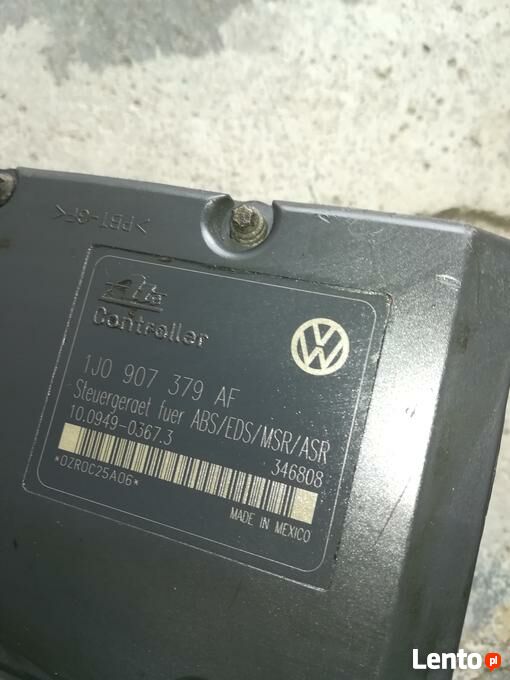 >PBT-GF<
Ate
Controller
1J0 907 379 AF
Steuergeraet fuer ABS/EDS/MSR/ASR
10.0949-0367.3
346808
*0ZR0C25A06*
MADE IN MEXICO
Lento pl